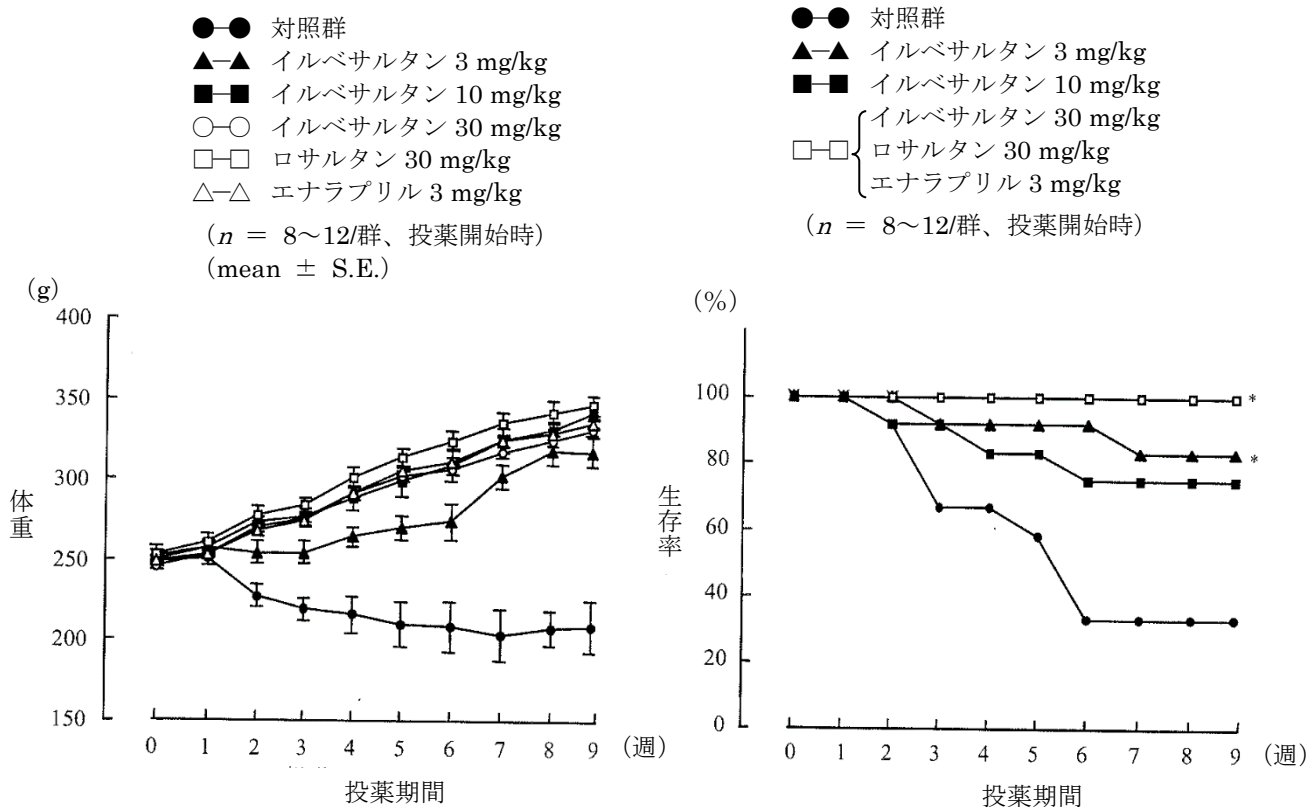 対照群
イルベサルタン 3 mg/kg
イルベサルタン 10 mg/kg
イルベサルタン 30 mg/kg
ロサルタン 30 mg/kg
エナラプリル 3 mg/kg
(n = 8~12/群、投薬開始時)
(mean ± S.E.)
(g)
400
350
300
250
200
150
体重
0 1 2 3 4 5 6 7 8 9 (週)
投薬期間
対照群
イルベサルタン 3 mg/kg
イルベサルタン 10 mg/kg
イルベサルタン 30 mg/kg
ロサルタン 30 mg/kg
エナラプリル 3 mg/kg
(n = 8~12/群、投薬開始時)
(%)
100
80
60
40
20
0
生存率
*
*
0 1 2 3 4 5 6 7 8 9 (週)
投薬期間